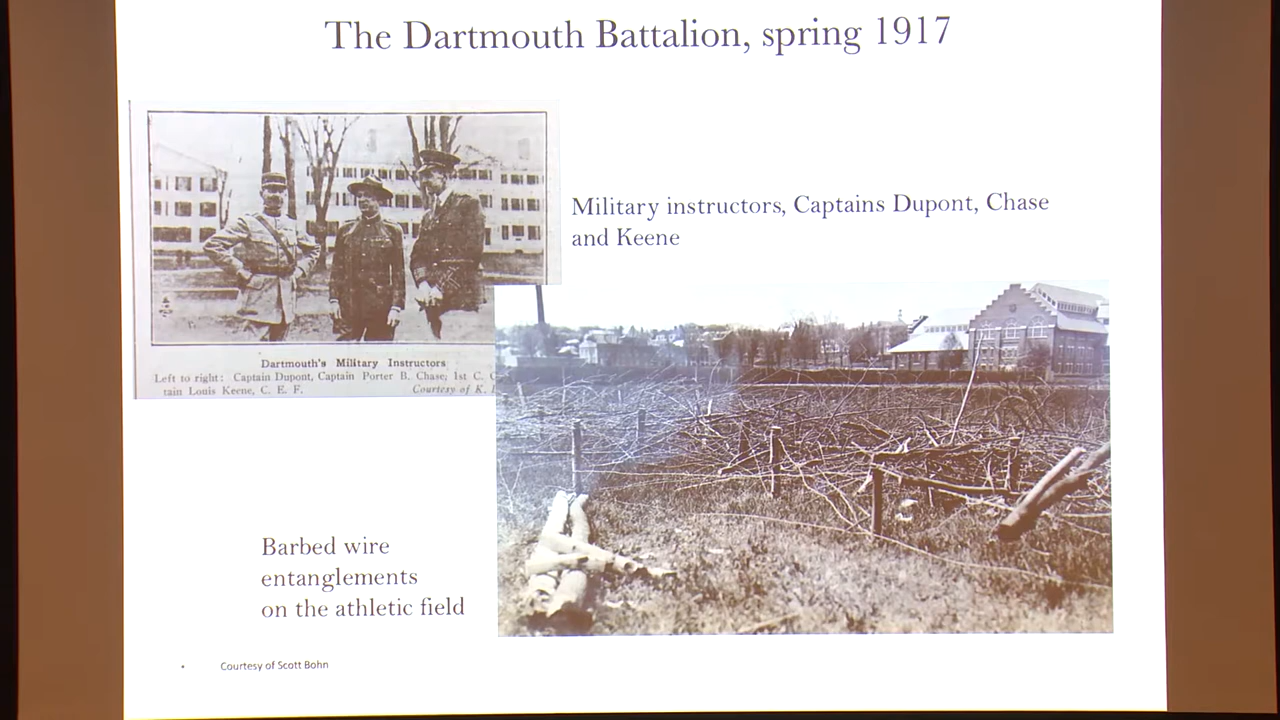 The Dartmouth Battalion, spring 1917
Military instructors, Captains Dupont, Chase
and Keene
Dartmouth's Military Instructors
Left to right: Captain Dupont, Captain Porter B. Chase, 1st C. C
tain Louis Keene, C. E. F.
Courtesy of K.
Barbed wire
entanglements
on the athletic field
• Courtesy of Scott Bohn